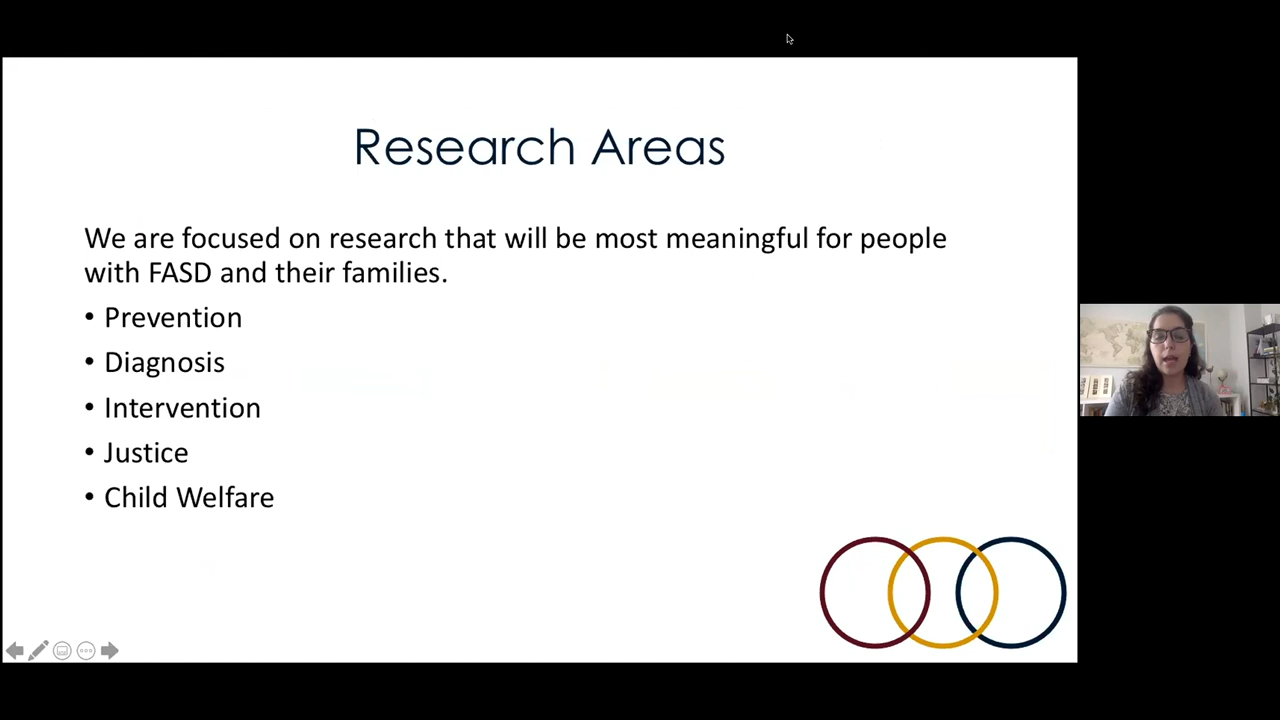 Research Areas
We are focused on research that will be most meaningful for people
with FASD and their families.
• Prevention
• Diagnosis
• Intervention
• Justice
• Child Welfare